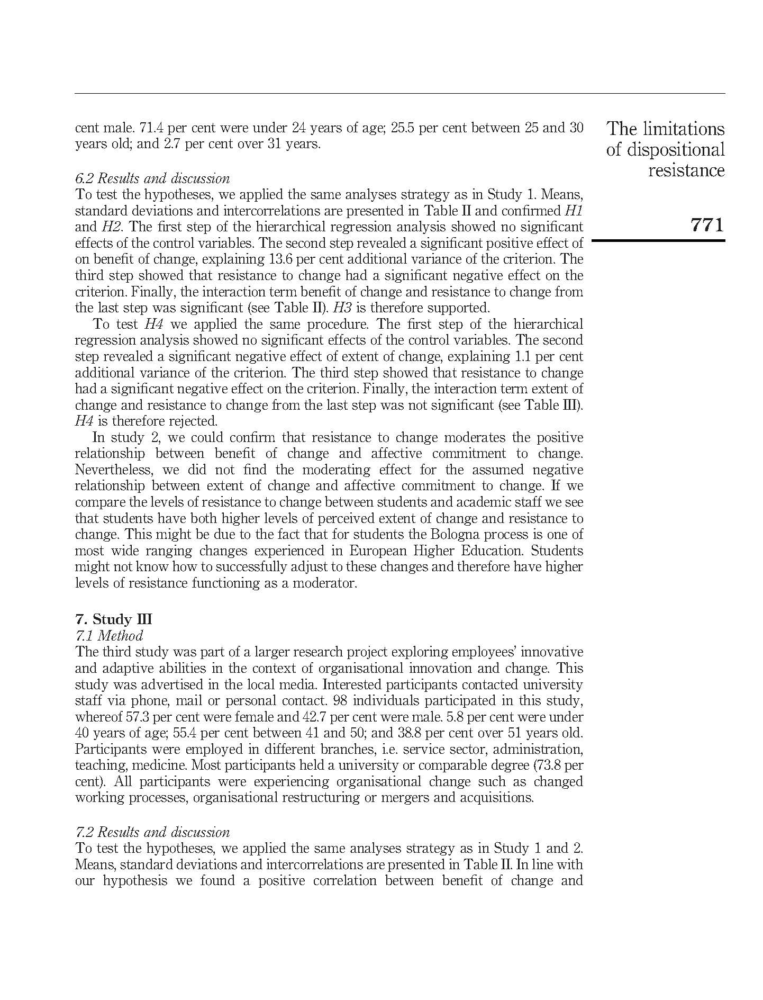 cent male. 71.4 per cent were under 24 years of age; 25.5 per cent between 25 and 30
years old; and 2.7 per cent over 31 years.
6.2 Results and discussion
To test the hypotheses, we applied the same analyses strategy as in Study 1. Means,
standard deviations and intercorrelations are presented in Table II and confirmed H1
and H2. The first step of the hierarchical regression analysis showed no significant
effects of the control variables. The second step revealed a significant positive effect of
on benefit of change, explaining 13.6 per cent additional variance of the criterion. The
third step showed that resistance to change had a significant negative effect on the
criterion. Finally, the interaction term benefit of change and resistance to change from
the last step was significant (see Table II). H3 is therefore supported.
To test H4 we applied the same procedure. The first step of the hierarchical
regression analysis showed no significant effects of the control variables. The second
step revealed a significant negative effect of extent of change, explaining 1.1 per cent
additional variance of the criterion. The third step showed that resistance to change
had a significant negative effect on the criterion. Finally, the interaction term extent of
change and resistance to change from the last step was not significant (see Table III).
H4 is therefore rejected.
In study 2, we could confirm that resistance to change moderates the positive
relationship between benefit of change and affective commitment to change.
Nevertheless, we did not find the moderating effect for the assumed negative
relationship between extent of change and affective commitment to change. If we
compare the levels of resistance to change between students and academic staff we see
that students have both higher levels of perceived extent of change and resistance to
change. This might be due to the fact that for students the Bologna process is one of
most wide ranging changes experienced in European Higher Education. Students
might not know how to successfully adjust to these changes and therefore have higher
levels of resistance functioning as a moderator.
7. Study III
7.1 Method
The third study was part of a larger research project exploring employees' innovative
and adaptive abilities in the context of organisational innovation and change. This
study was advertised in the local media. Interested participants contacted university
staff via phone, mail or personal contact. 98 individuals participated in this study,
whereof 57.3 per cent were female and 42.7 per cent were male. 5.8 per cent were under
40 years of age; 55.4 per cent between 41 and 50; and 38.8 per cent over 51 years old.
Participants were employed in different branches, i.e. service sector, administration,
teaching, medicine. Most participants held a university or comparable degree (73.8 per
cent). All participants were experiencing organisational change such as changed
working processes, organisational restructuring or mergers and acquisitions.
7.2 Results and discussion
To test the hypotheses, we applied the same analyses strategy as in Study 1 and 2.
Means, standard deviations and intercorrelations are presented in Table II. In line with
our hypothesis we found a positive correlation between benefit of change and
The limitations
of dispositional
resistance
771